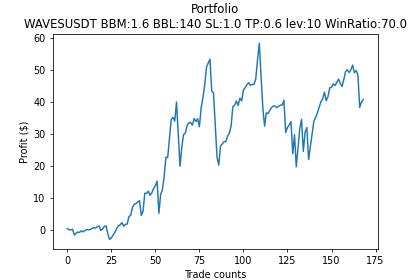 Portfolio
WAVESUSDT BBM:1.6 BBL:140 SL:1.0 TP:0.6 lev:10 WinRatio:70.0
60
50
40
30
20
10
0
Profit ($)
0 25 50 75 100 125 150 175
Trade counts